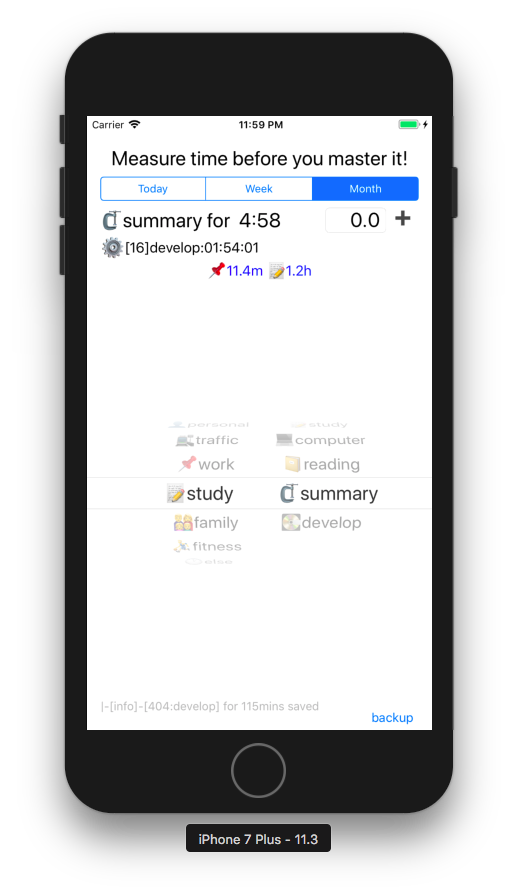 Carrier 11:59 PM
Measure time before you master it!
Today Week Month
summary for 4:58 0.0 +
[16]develop:01:54:01
11.4m 1.2h
personal study
traffic computer
work reading
study summary
family develop
fitness
else
|-[info]-[404:develop] for 115mins saved
backup
iPhone 7 Plus - 11.3